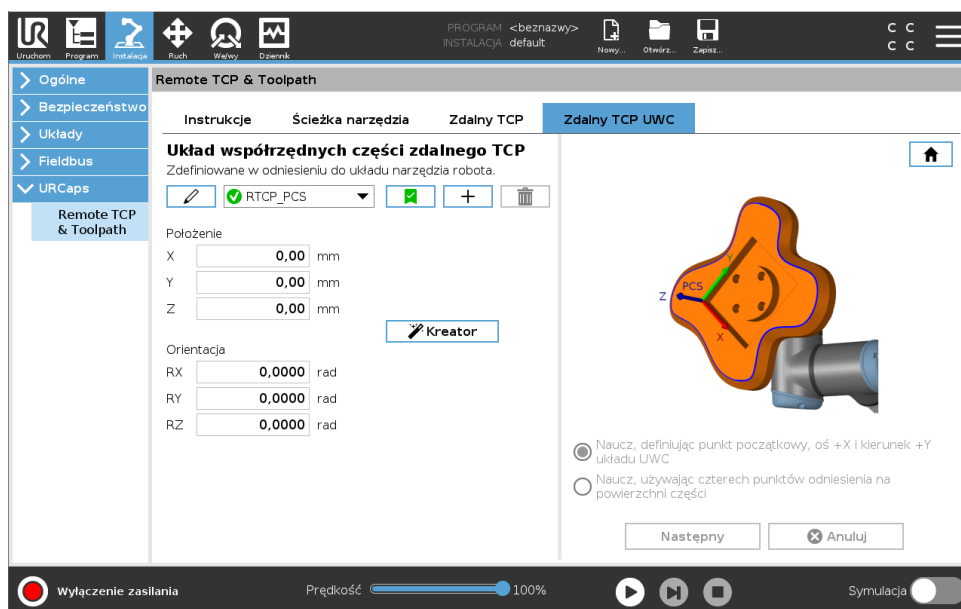 PROGRAM <beznazwy>
INSTALACJA default
Uruchom Program Instalacja Ruch We/wy Dziennik Nowy... Otwórz... Zapisz...
C C
C C
Ogólne
Bezpieczeństwo
Układy
Fieldbus
URCaps
Remote TCP
& Toolpath
Remote TCP & Toolpath
Instrukcje Ścieżka narzędzia Zdalny TCP Zdalny TCP UWC
Układ współrzędnych części zdalnego TCP
Zdefiniowane w odniesieniu do układu narzędzia robota.
RTCP_PCS
Położenie
X 0,00 mm
Y 0,00 mm
Z 0,00 mm
Kreator
Orientacja
RX 0,0000 rad
RY 0,0000 rad
RZ 0,0000 rad
Y
PCS
Z
X
Naucz, definiując punkt początkowy, oś +X i kierunek +Y
układu UWC
Naucz, używając czterech punktów odniesienia na
powierzchni części
Następny Anuluj
Wyłączenie zasilania Prędkość 100% Symulacja